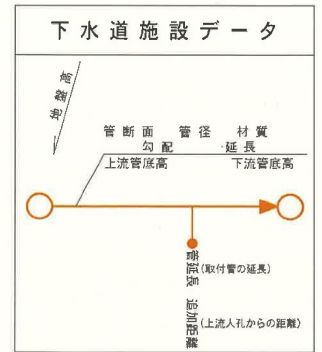 下水道施設データ
地盤高
管断面 管径 材質
勾配 延長
上流管底高 下流管底高
管延長 (取付管の延長)
追加距離 (上流人孔からの距離)